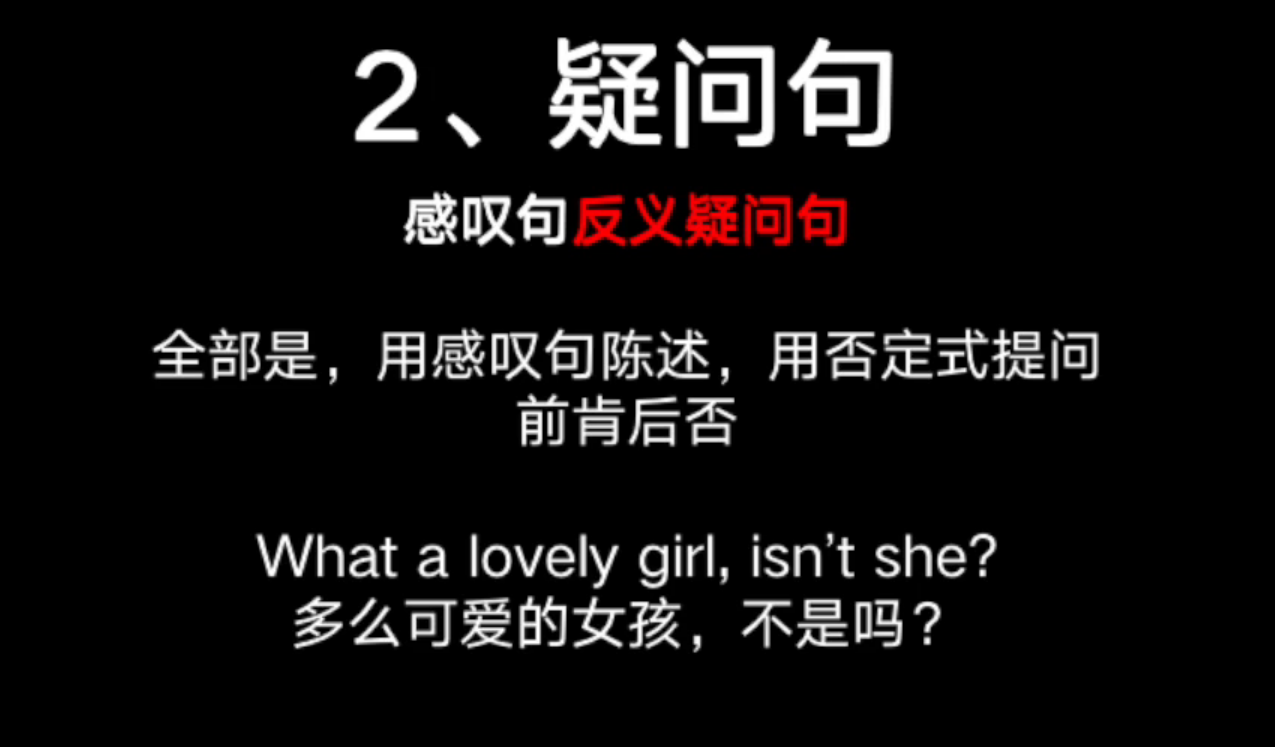 2、疑问句
感叹句反义疑问句
全部是，用感叹句陈述，用否定式提问
前肯后否
What a lovely girl, isn’t she?
多么可爱的女孩，不是吗？